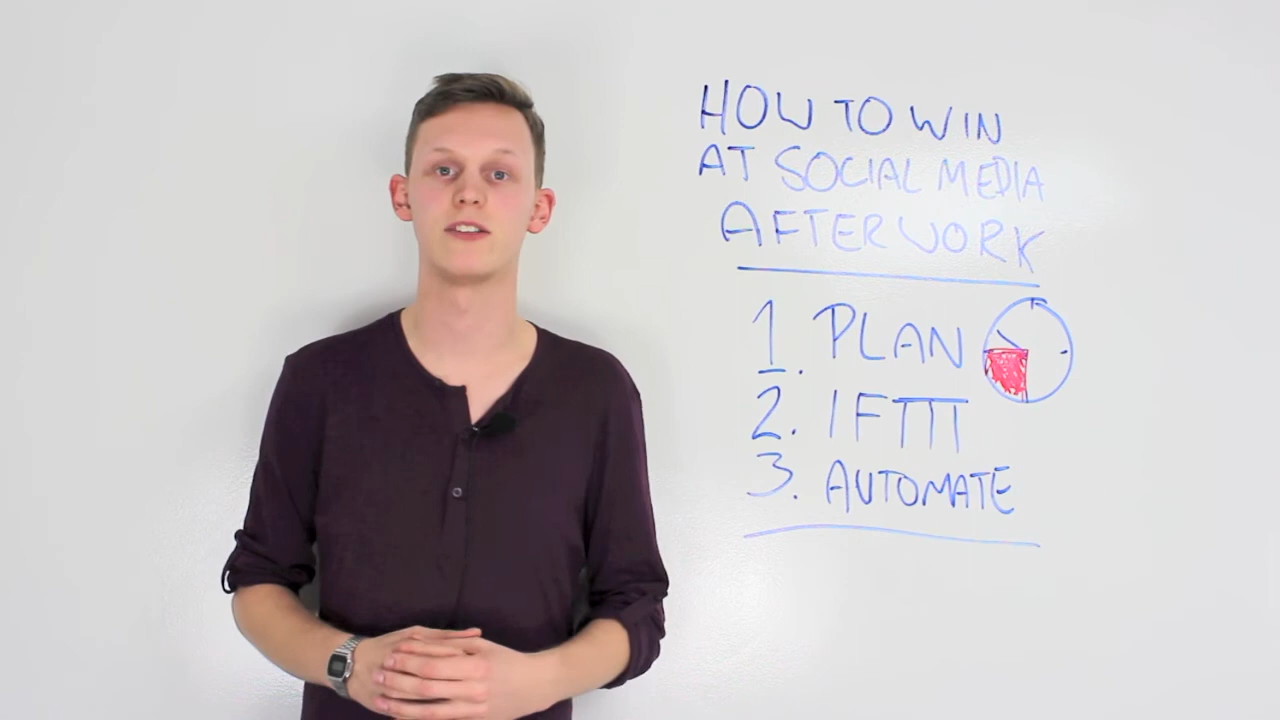 HOW TO WIN
AT SOCIAL MEDIA
AFTER WORK
1. PLAN
2. IFTTT
3. AUTOMATE